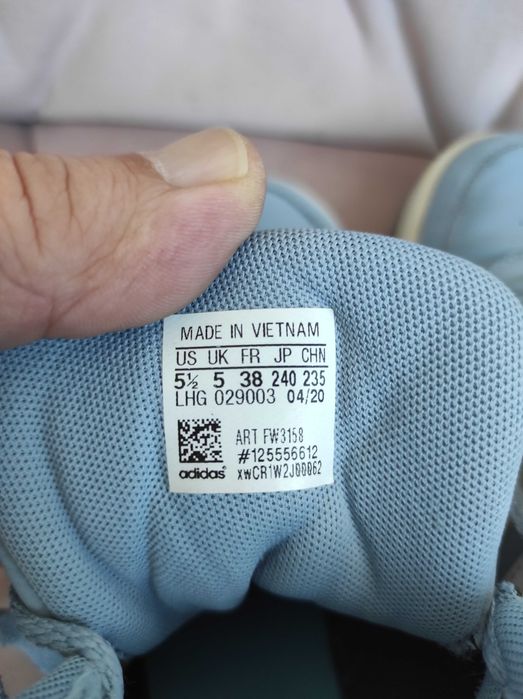 MADE IN VIETNAM
US UK FR JP CHN
5½ 5 38 240 235
LHG 029003 04/20
ART FW3158
#125556612
adidas® xwCR1W2J00062